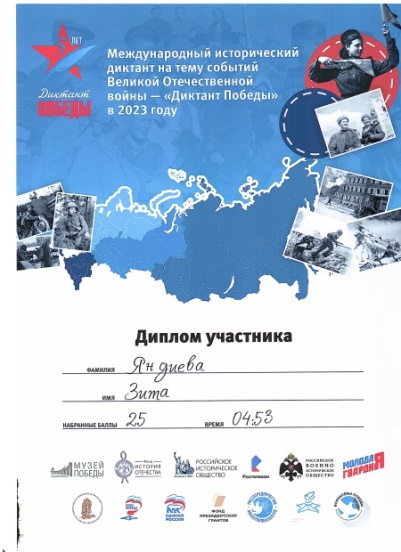 5 ЛЕТ
Диктант
ПОБЕДЫ
Международный исторический
диктант на тему событий
Великой Отечественной
войны — «Диктант Победы»
в 2023 году
Диплом участника
ФАМИЛИЯ Яндиева
ИМЯ Зита
НАБРАННЫЕ БАЛЛЫ 25 ВРЕМЯ 04:53
МУЗЕЙ ПОБЕДЫ
ФОНД ИСТОРИЯ ОТЕЧЕСТВА
РОССИЙСКОЕ ИСТОРИЧЕСКОЕ ОБЩЕСТВО
Ростелеком
РОССИЙСКОЕ ВОЕННО ИСТОРИЧЕСКОЕ ОБЩЕСТВО
МОЛОДАЯ ГВАРДИЯ
ЕДИНАЯ РОССИЯ
ФОНД ПРЕЗИДЕНТСКИХ ГРАНТОВ